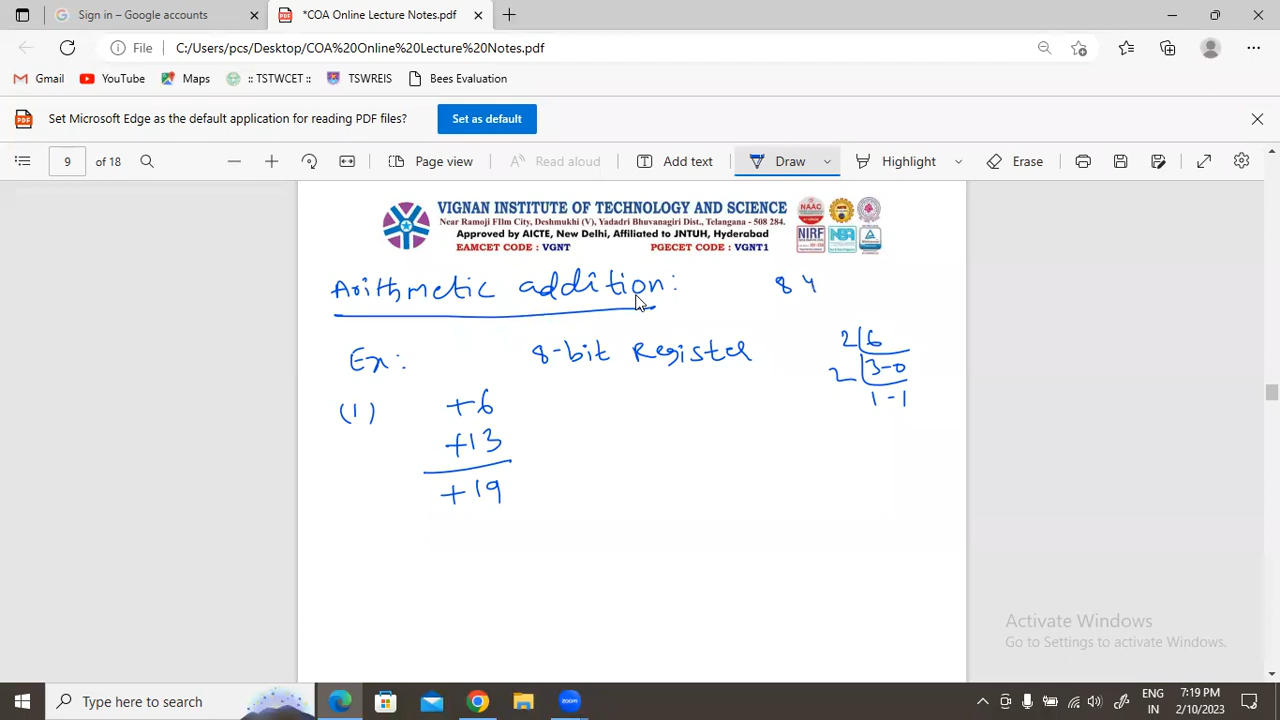 Sign in - Google accounts
*COA Online Lecture Notes.pdf
File C:/Users/pcs/Desktop/COA%20Online%20Lecture%20Notes.pdf
Gmail YouTube Maps :: TSTWCET :: TSWREIS Bees Evaluation
Set Microsoft Edge as the default application for reading PDF files? Set as default
9 of 18 Page view Read aloud Add text Draw Highlight Erase
VIGNAN INSTITUTE OF TECHNOLOGY AND SCIENCE
Near Ramoji FIlm City, Deshmukhi (V), Yadadri Bhuvanagiri Dist., Telangana - 508 284.
Approved by AICTE, New Delhi, Affiliated to JNTUH, Hyderabad
EAMCET CODE : VGNT PGECET CODE : VGNT1
NAAC
NIRF
Arithmetic addition: 8 4
Ex: 8-bit Register
2 6
2 3-0
1-1
(1) +6
+13
+19
Activate Windows
Go to Settings to activate Windows.
Type here to search
zoom
ENG
IN
7:19 PM
2/10/2023